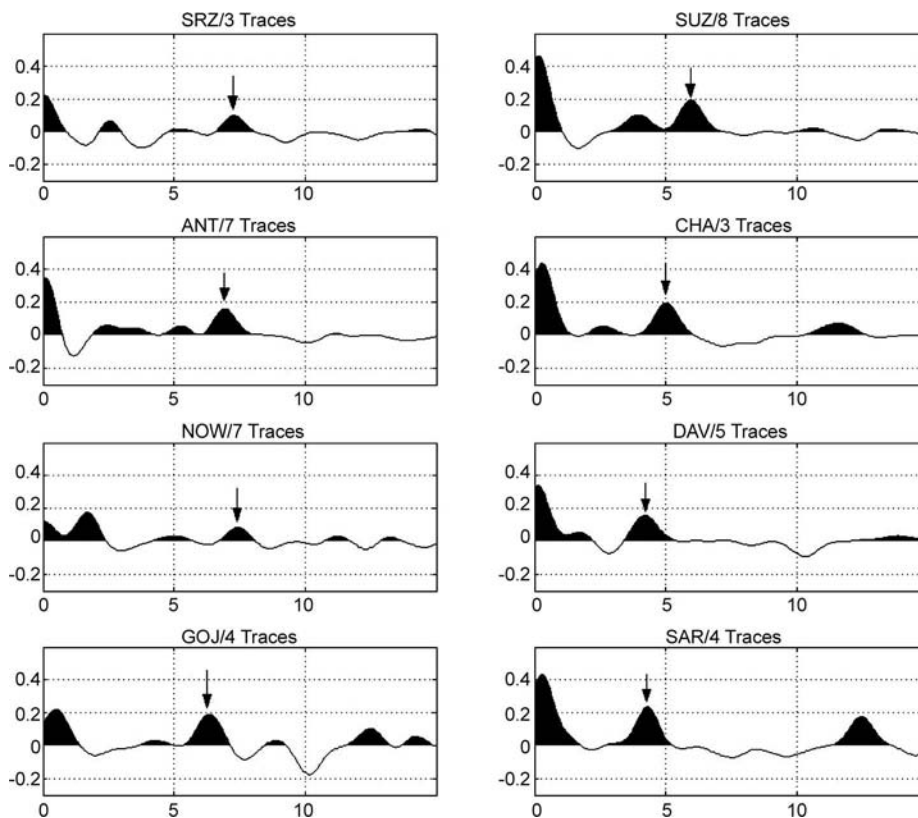 SRZ/3 Traces
0.4
0.2
0
-0.2
0 5 10
SUZ/8 Traces
0.4
0.2
0
-0.2
0 5 10
ANT/7 Traces
0.4
0.2
0
-0.2
0 5 10
CHA/3 Traces
0.4
0.2
0
-0.2
0 5 10
NOW/7 Traces
0.4
0.2
0
-0.2
0 5 10
DAV/5 Traces
0.4
0.2
0
-0.2
0 5 10
GOJ/4 Traces
0.4
0.2
0
-0.2
0 5 10
SAR/4 Traces
0.4
0.2
0
-0.2
0 5 10